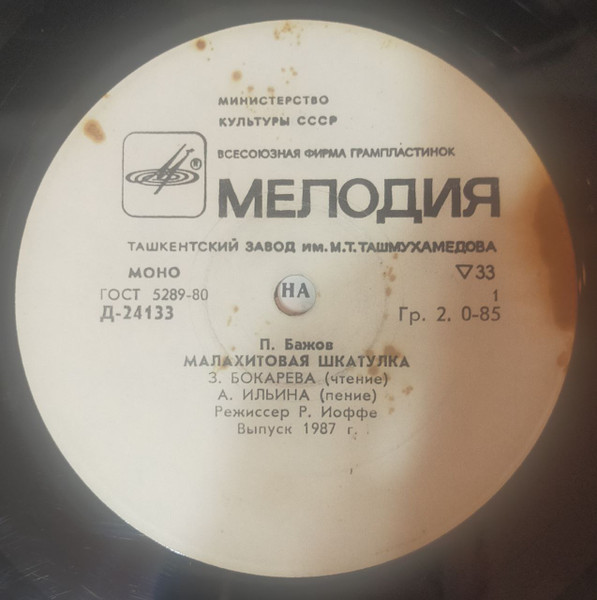 МИНИСТЕРСТВО
КУЛЬТУРЫ СССР
ВСЕСОЮЗНАЯ ФИРМА ГРАМПЛАСТИНОК
®
МЕЛОДИЯ
ТАШКЕНТСКИЙ ЗАВОД им. М.Т. ТАШМУХАМЕДОВА
МОНО ▽33
ГОСТ 5289-80 НА 1
Д-24133 Гр. 2. 0-85
П. Бажов
МАЛАХИТОВАЯ ШКАТУЛКА
З. БОКАРЕВА (чтение)
А. ИЛЬИНА (пение)
Режиссер Р. Иоффе
Выпуск 1987 г.